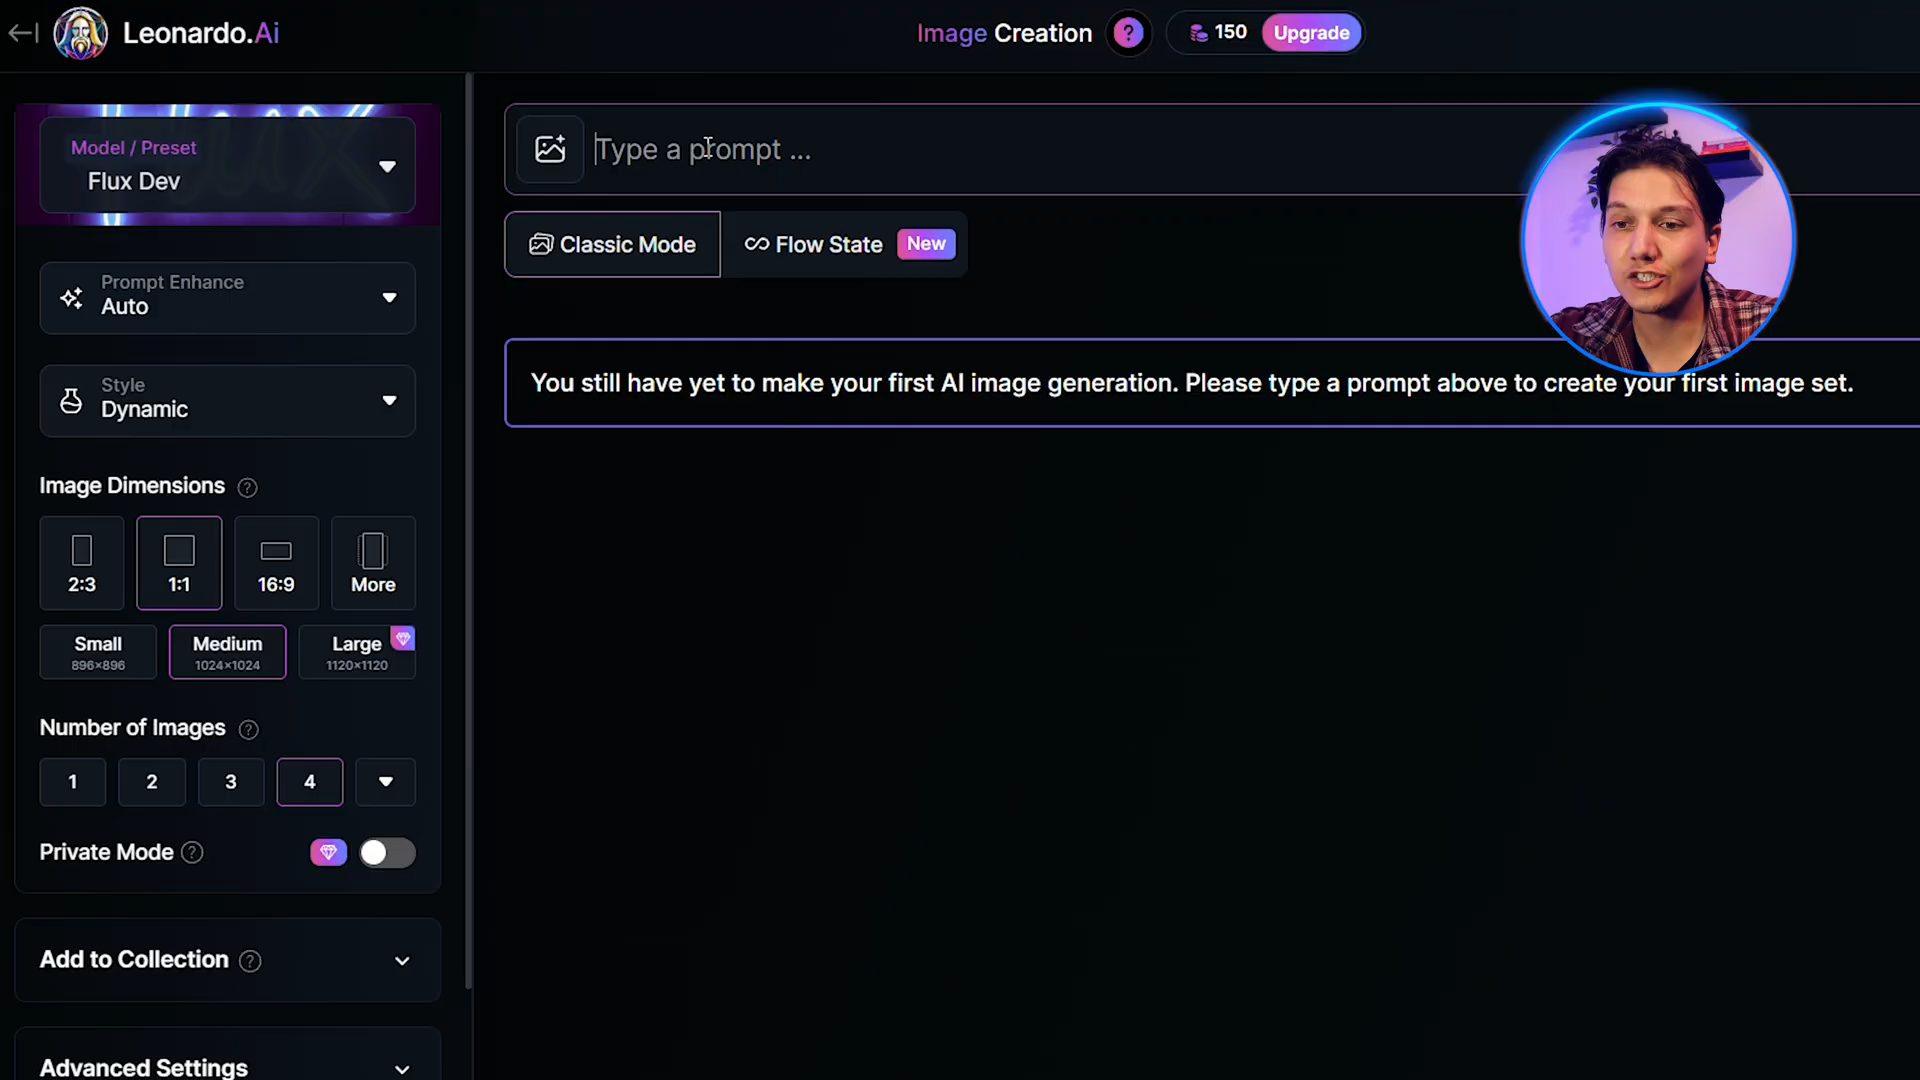 Leonardo.Ai
Image Creation
?
150
Upgrade
Model / Preset
Flux Dev
Type a prompt ...
Classic Mode
Flow State
New
Prompt Enhance
Auto
You still have yet to make your first AI image generation. Please type a prompt above to create your first image set.
Style
Dynamic
Image Dimensions ?
2:3
1:1
16:9
More
Small
896×896
Medium
1024×1024
Large
1120×1120
Number of Images ?
1
2
3
4
Private Mode ?
Add to Collection ?
Advanced Settings